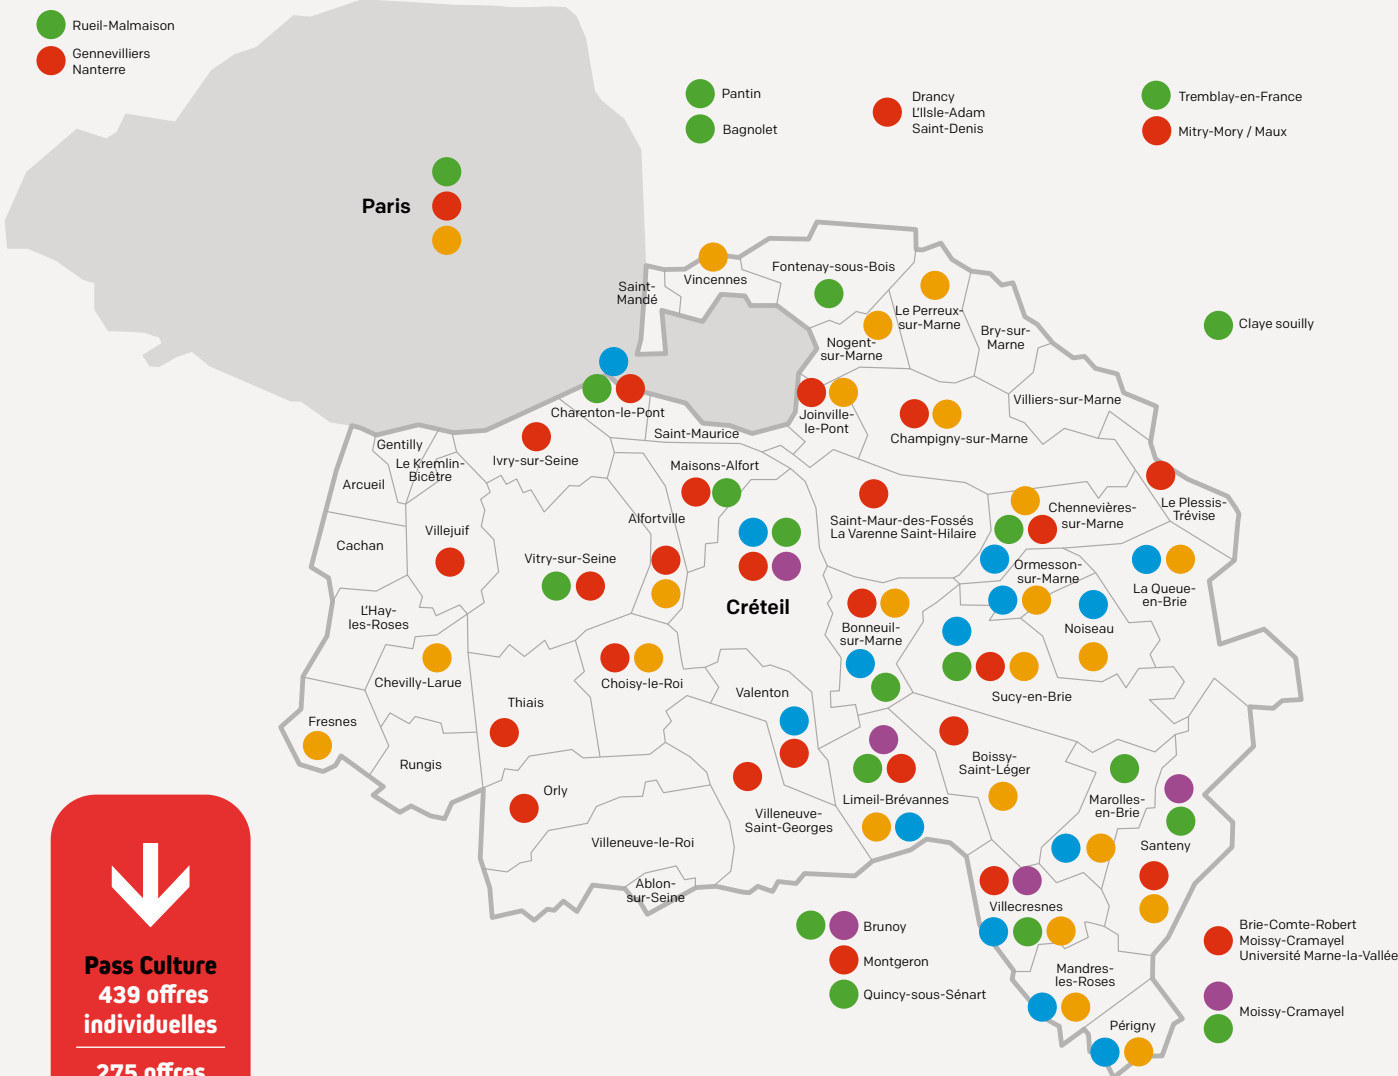 Rueil-Malmaison
Gennevilliers
Nanterre
Pantin
Bagnolet
Drancy
L'IIsle-Adam
Saint-Denis
Tremblay-en-France
Mitry-Mory / Maux
Paris
Claye souilly
Saint-
Mandé
Vincennes
Fontenay-sous-Bois
Le Perreux-
sur-Marne
Nogent-
sur-Marne
Bry-sur-
Marne
Villiers-sur-Marne
Charenton-le-Pont
Saint-Maurice
Joinville-
le-Pont
Champigny-sur-Marne
Gentilly
Le Kremlin-
Bicêtre
Arcueil
Ivry-sur-Seine
Maisons-Alfort
Cachan
Villejuif
Vitry-sur-Seine
Alfortville
Saint-Maur-des-Fossés
La Varenne Saint-Hilaire
Chennevières-
sur-Marne
Le Plessis-
Trévise
Ormesson-
sur-Marne
La Queue-
en-Brie
Créteil
L'Hay-
les-Roses
Bonneuil-
sur-Marne
Noiseau
Chevilly-Larue
Choisy-le-Roi
Sucy-en-Brie
Thiais
Valenton
Fresnes
Rungis
Orly
Boissy-
Saint-Léger
Limeil-Brévannes
Marolles-
en-Brie
Villeneuve-
Saint-Georges
Villeneuve-le-Roi
Santeny
Ablon-
sur-Seine
Villecresnes
Brunoy
Montgeron
Quincy-sous-Sénart
Mandres-
les-Roses
Périgny
Brie-Comte-Robert
Moissy-Cramayel
Université Marne-la-Vallée
Moissy-Cramayel
Pass Culture
439 offres
individuelles
275 offres